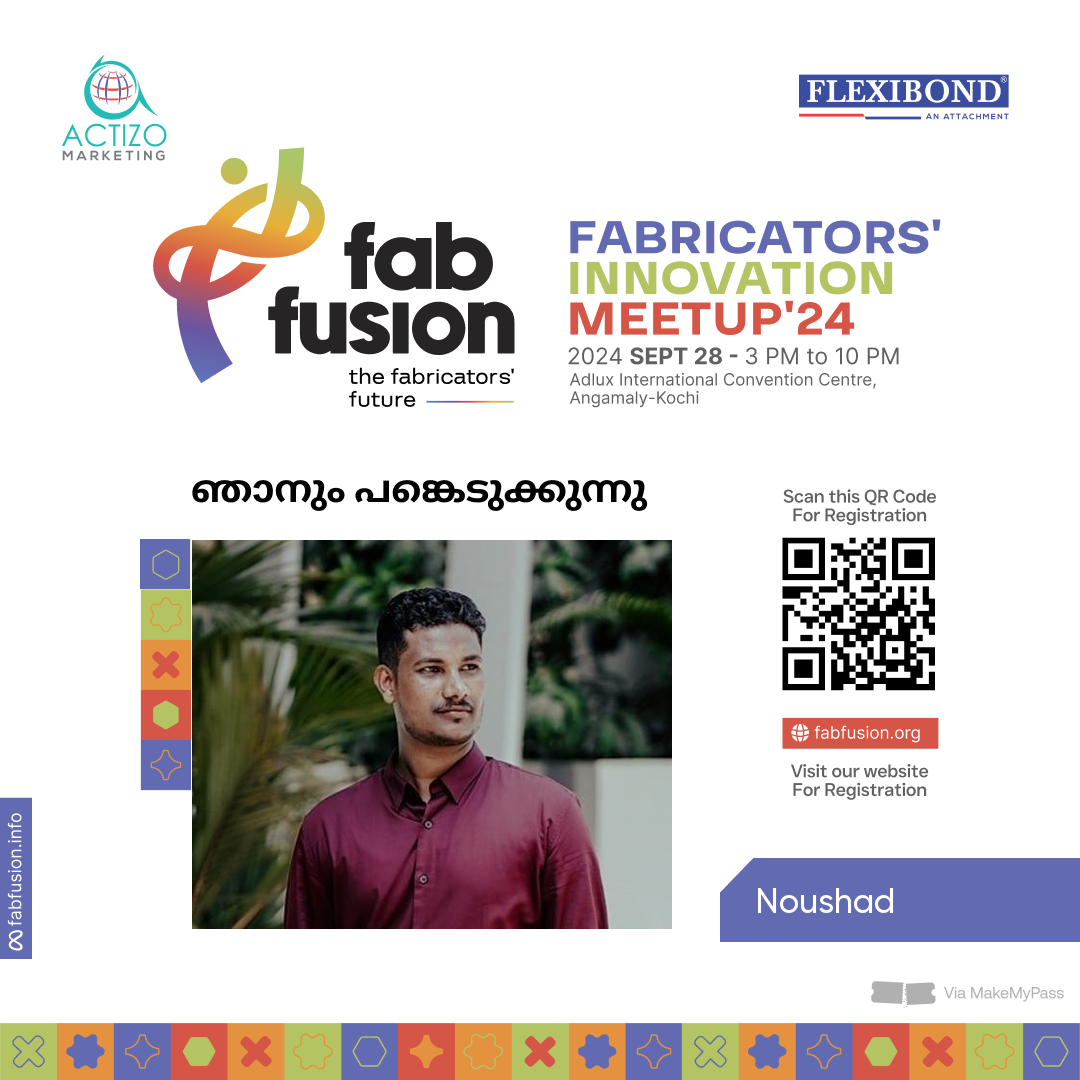 ACTIZO
MARKETING
FLEXIBOND®
AN ATTACHMENT
fab
fusion
the fabricators'
future
FABRICATORS'
INNOVATION
MEETUP'24
2024 SEPT 28 - 3 PM to 10 PM
Adlux International Convention Centre,
Angamaly-Kochi
ഞാനും പങ്കെടുക്കുന്നു
Scan this QR Code
For Registration
fabfusion.org
Visit our website
For Registration
fabfusion.info
Noushad
Via MakeMyPass